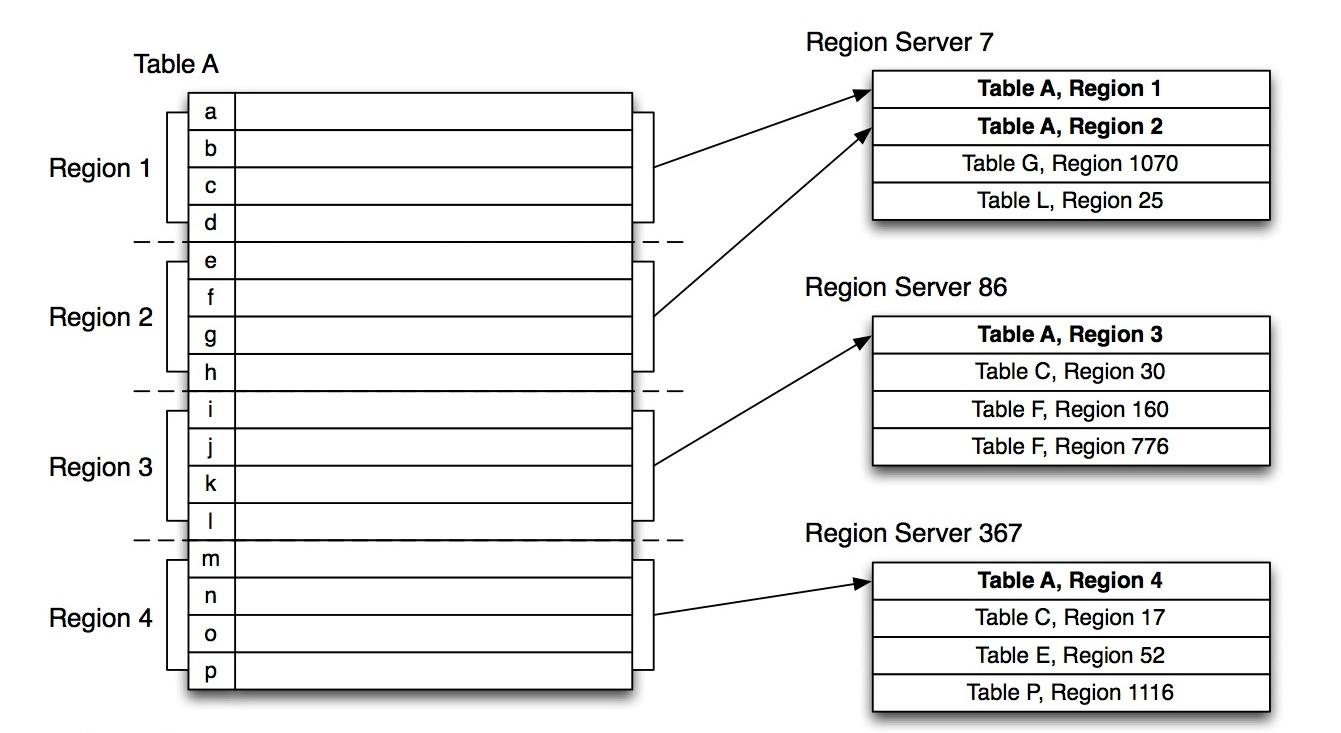 Table A
a
b
Region 1
c
d
e
f
Region 2
g
h
i
j
Region 3
k
l
m
n
Region 4
o
p
Region Server 7
Table A, Region 1
Table A, Region 2
Table G, Region 1070
Table L, Region 25
Region Server 86
Table A, Region 3
Table C, Region 30
Table F, Region 160
Table F, Region 776
Region Server 367
Table A, Region 4
Table C, Region 17
Table E, Region 52
Table P, Region 1116